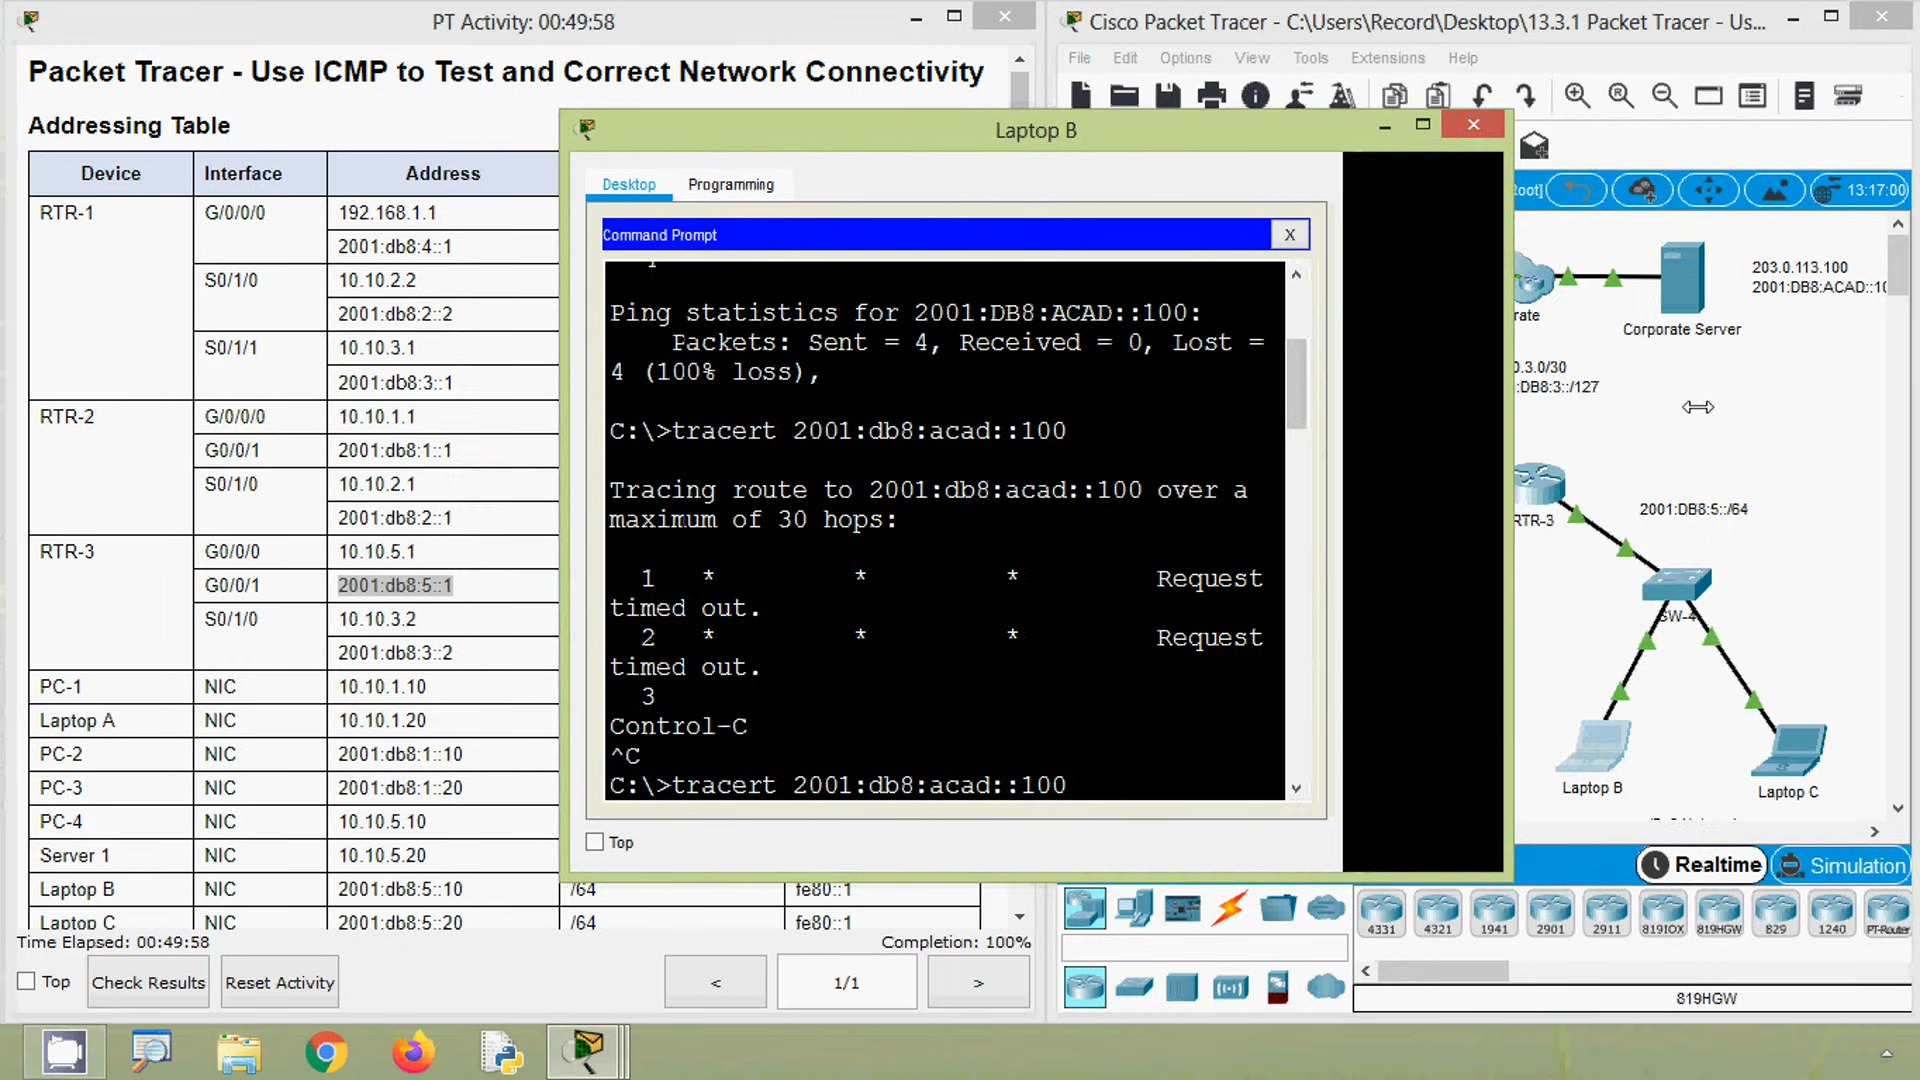 PT Activity: 00:49:58
Packet Tracer - Use ICMP to Test and Correct Network Connectivity
Addressing Table
Device Interface Address
RTR-1 G/0/0/0 192.168.1.1
2001:db8:4::1
S0/1/0 10.10.2.2
2001:db8:2::2
S0/1/1 10.10.3.1
2001:db8:3::1
RTR-2 G/0/0/0 10.10.1.1
G0/0/1 2001:db8:1::1
S0/1/0 10.10.2.1
2001:db8:2::1
RTR-3 G0/0/0 10.10.5.1
G0/0/1 2001:db8:5::1
S0/1/0 10.10.3.2
2001:db8:3::2
PC-1 NIC 10.10.1.10
Laptop A NIC 10.10.1.20
PC-2 NIC 2001:db8:1::10
PC-3 NIC 2001:db8:1::20
PC-4 NIC 10.10.5.10
Server 1 NIC 10.10.5.20
Laptop B NIC 2001:db8:5::10 /64 fe80::1
Laptop C NIC 2001:db8:5::20 /64 fe80::1
Time Elapsed: 00:49:58 Completion: 100%
Top Check Results Reset Activity < 1/1 >
Laptop B
Desktop Programming
Command Prompt X
Ping statistics for 2001:DB8:ACAD::100:
Packets: Sent = 4, Received = 0, Lost =
4 (100% loss),
C:\>tracert 2001:db8:acad::100
Tracing route to 2001:db8:acad::100 over a
maximum of 30 hops:
1 * * * Request
timed out.
2 * * * Request
timed out.
3
Control-C
^C
C:\>tracert 2001:db8:acad::100
Top
Cisco Packet Tracer - C:\Users\Record\Desktop\13.3.1 Packet Tracer - Us...
File Edit Options View Tools Extensions Help
Root] 13:17:00
203.0.113.100
2001:DB8:ACAD::10
rate
Corporate Server
0.3.0/30
:DB8:3::/127
RTR-3
2001:DB8:5::/64
SW-4
Laptop B
Laptop C
Realtime Simulation
4331 4321 1941 2901 2911 819IOX 819HGW 829 1240 PT-Router
819HGW